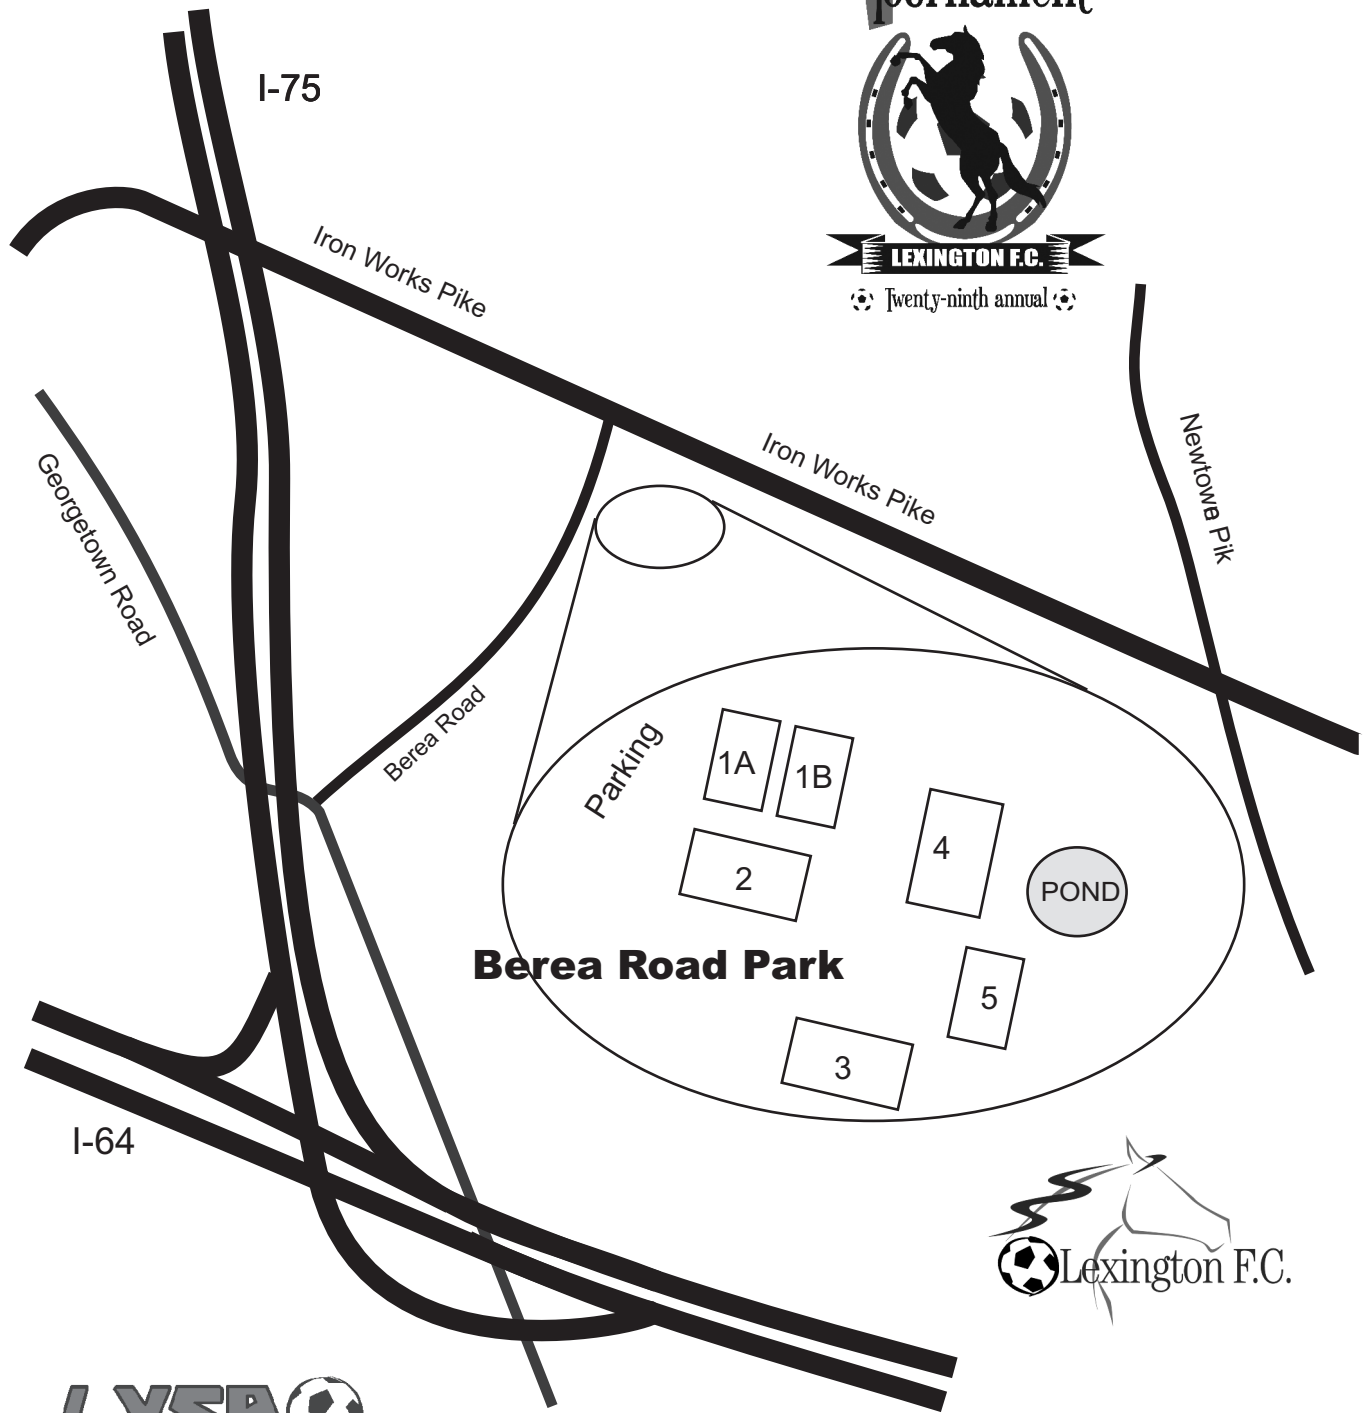 Tournament
I-75
LEXINGTON F.C.
Twenty-ninth annual
Iron Works Pike
Iron Works Pike
Newtown Pik
Georgetown Road
Berea Road
Parking
1A
1B
2
4
POND
Berea Road Park
5
3
I-64
Lexington F.C.
LYSA